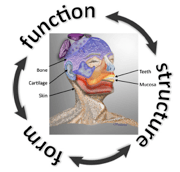 function
structure
form
Bone
Cartilage
Skin
Teeth
Mucosa